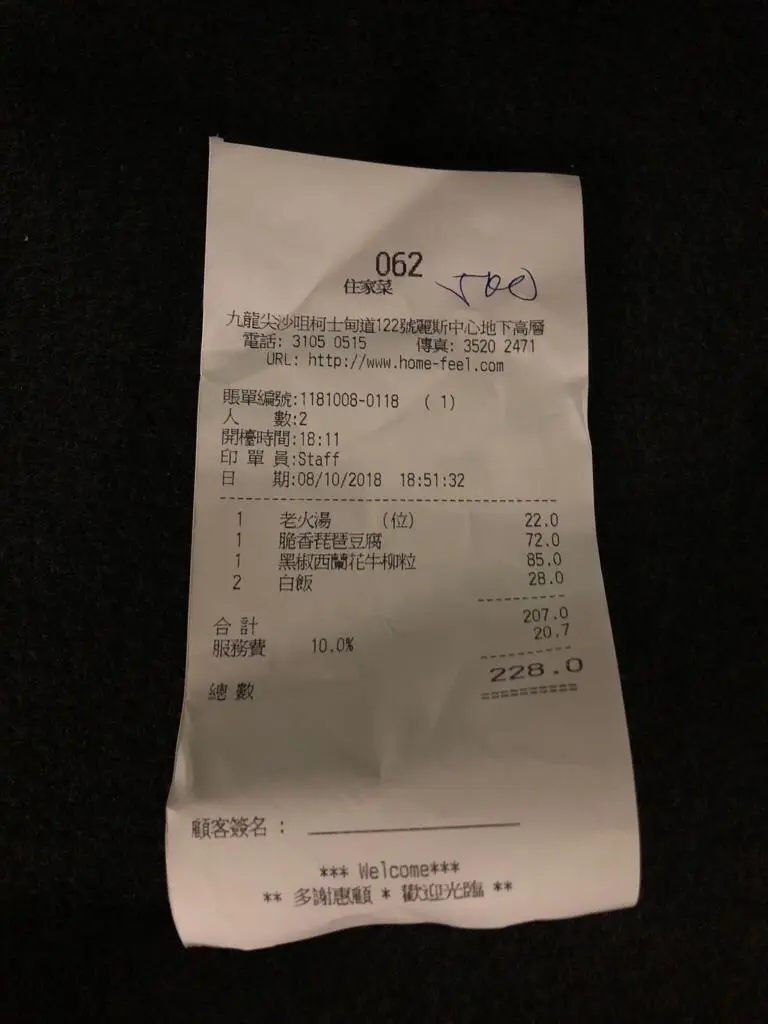 062
住家菜
500
九龍尖沙咀柯士甸道122號麗斯中心地下高層
電話: 3105 0515 傳真: 3520 2471
URL: http://www.home-feel.com
賬單編號:1181008-0118 ( 1)
人 數:2
開檯時間:18:11
印 單 員:Staff
日 期:08/10/2018 18:51:32
1 老火湯 (位) 22.0
1 脆香琵琶豆腐 72.0
1 黑椒西蘭花牛柳粒 85.0
2 白飯 28.0
合 計 207.0
服務費 10.0% 20.7
總 數 228.0
顧客簽名 :
*** Welcome***
** 多謝惠顧 * 歡迎光臨 **